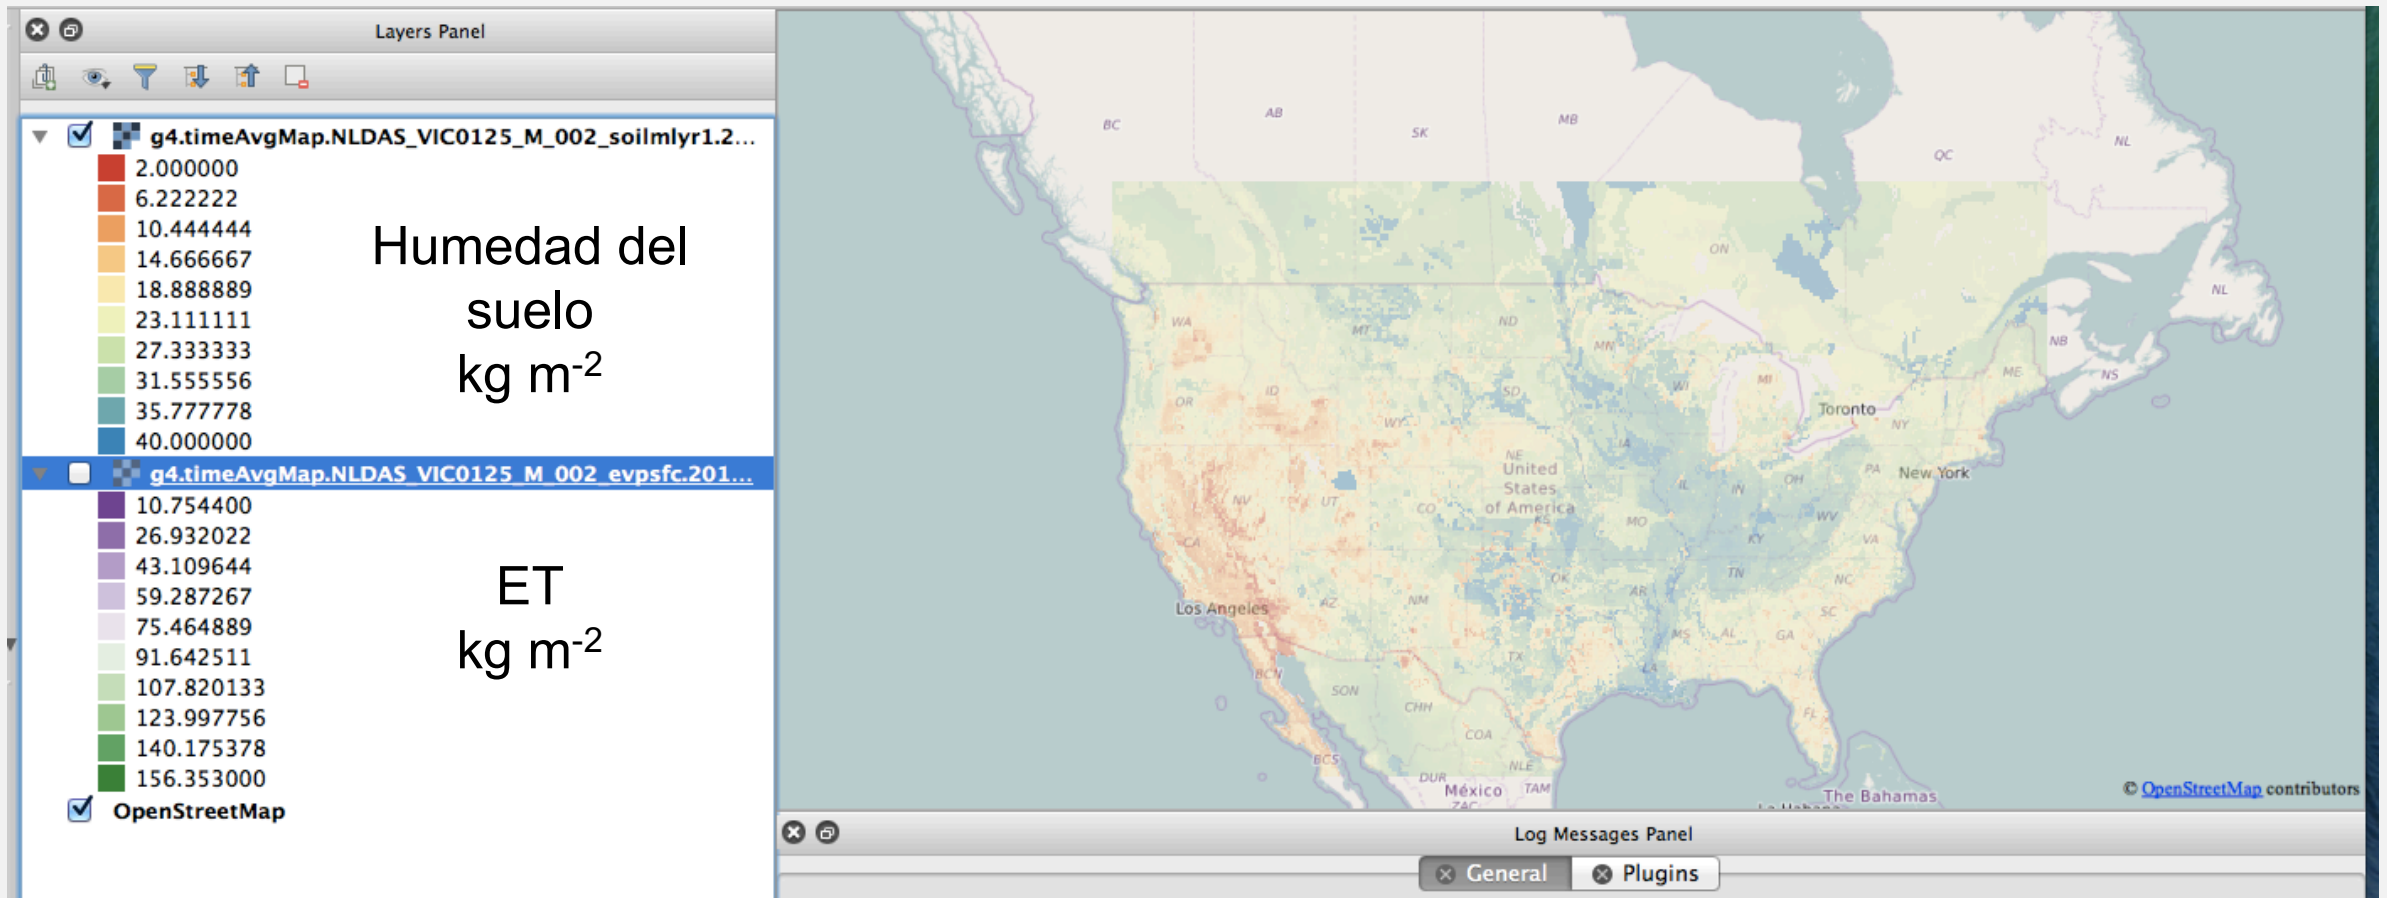 Layers Panel
g4.timeAvgMap.NLDAS_VIC0125_M_002_soilmlyr1.2...
2.000000
6.222222
10.444444
14.666667
18.888889
23.111111
27.333333
31.555556
35.777778
40.000000
Humedad del
suelo
kg m-2
g4.timeAvgMap.NLDAS_VIC0125_M_002_evpsfc.201...
10.754400
26.932022
43.109644
59.287267
75.464889
91.642511
107.820133
123.997756
140.175378
156.353000
ET
kg m-2
OpenStreetMap
BC
AB
SK
MB
QC
NL
ON
NL
NB
NS
ME
WA
MT
ND
MN
OR
ID
SD
WI
MI
Toronto
NY
WY
IA
NE
United
States
of America
PA
New York
NV
UT
CO
KS
MO
IL
IN
OH
WV
KY
VA
CA
OK
TN
NC
Los Angeles
AZ
NM
AR
SC
MS
AL
GA
TX
LA
BCN
SON
CHH
FL
COA
BCS
NLE
DUR
México
TAM
ZAC
La Habana
The Bahamas
© OpenStreetMap contributors
Log Messages Panel
General
Plugins